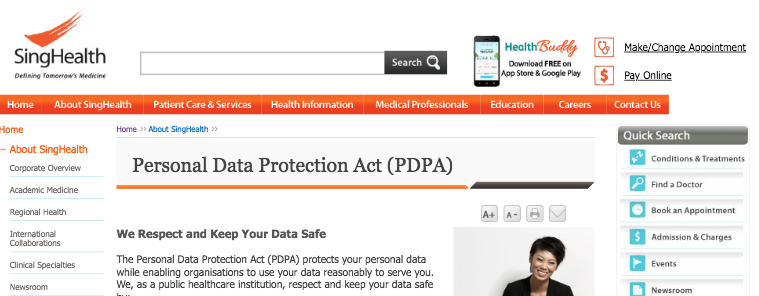 SingHealth
Defining Tomorrow's Medicine
Search
HealthBuddy
Download FREE on
App Store & Google Play
Make/Change Appointment
$ Pay Online
Home About SingHealth Patient Care & Services Health Information Medical Professionals Education Careers Contact Us
Home
– About SingHealth
Corporate Overview
Academic Medicine
Regional Health
International
Collaborations
Clinical Specialties
Newsroom
Home >> About SingHealth >>
Personal Data Protection Act (PDPA)
A+ A-
We Respect and Keep Your Data Safe
The Personal Data Protection Act (PDPA) protects your personal data
while enabling organisations to use your data reasonably to serve you.
We, as a public healthcare institution, respect and keep your data safe
Quick Search
Conditions & Treatments
Find a Doctor
Book an Appointment
$ Admission & Charges
Events
Newsroom